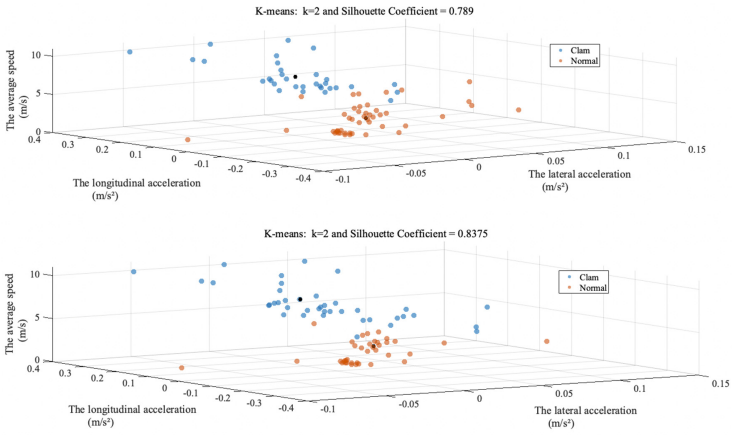 K-means: k=2 and Silhouette Coefficient = 0.789
10
5
0
The average speed
(m/s)
Clam
Normal
0.4
0.3
0.2
0.1
0
-0.1
-0.2
-0.3
-0.4
-0.1
-0.05
0
0.05
0.1
0.15
The longitudinal acceleration
(m/s²)
The lateral acceleration
(m/s²)
K-means: k=2 and Silhouette Coefficient = 0.8375
10
5
0
The average speed
(m/s)
Clam
Normal
0.4
0.3
0.2
0.1
0
-0.1
-0.2
-0.3
-0.4
-0.1
-0.05
0
0.05
0.1
0.15
The longitudinal acceleration
(m/s²)
The lateral acceleration
(m/s²)